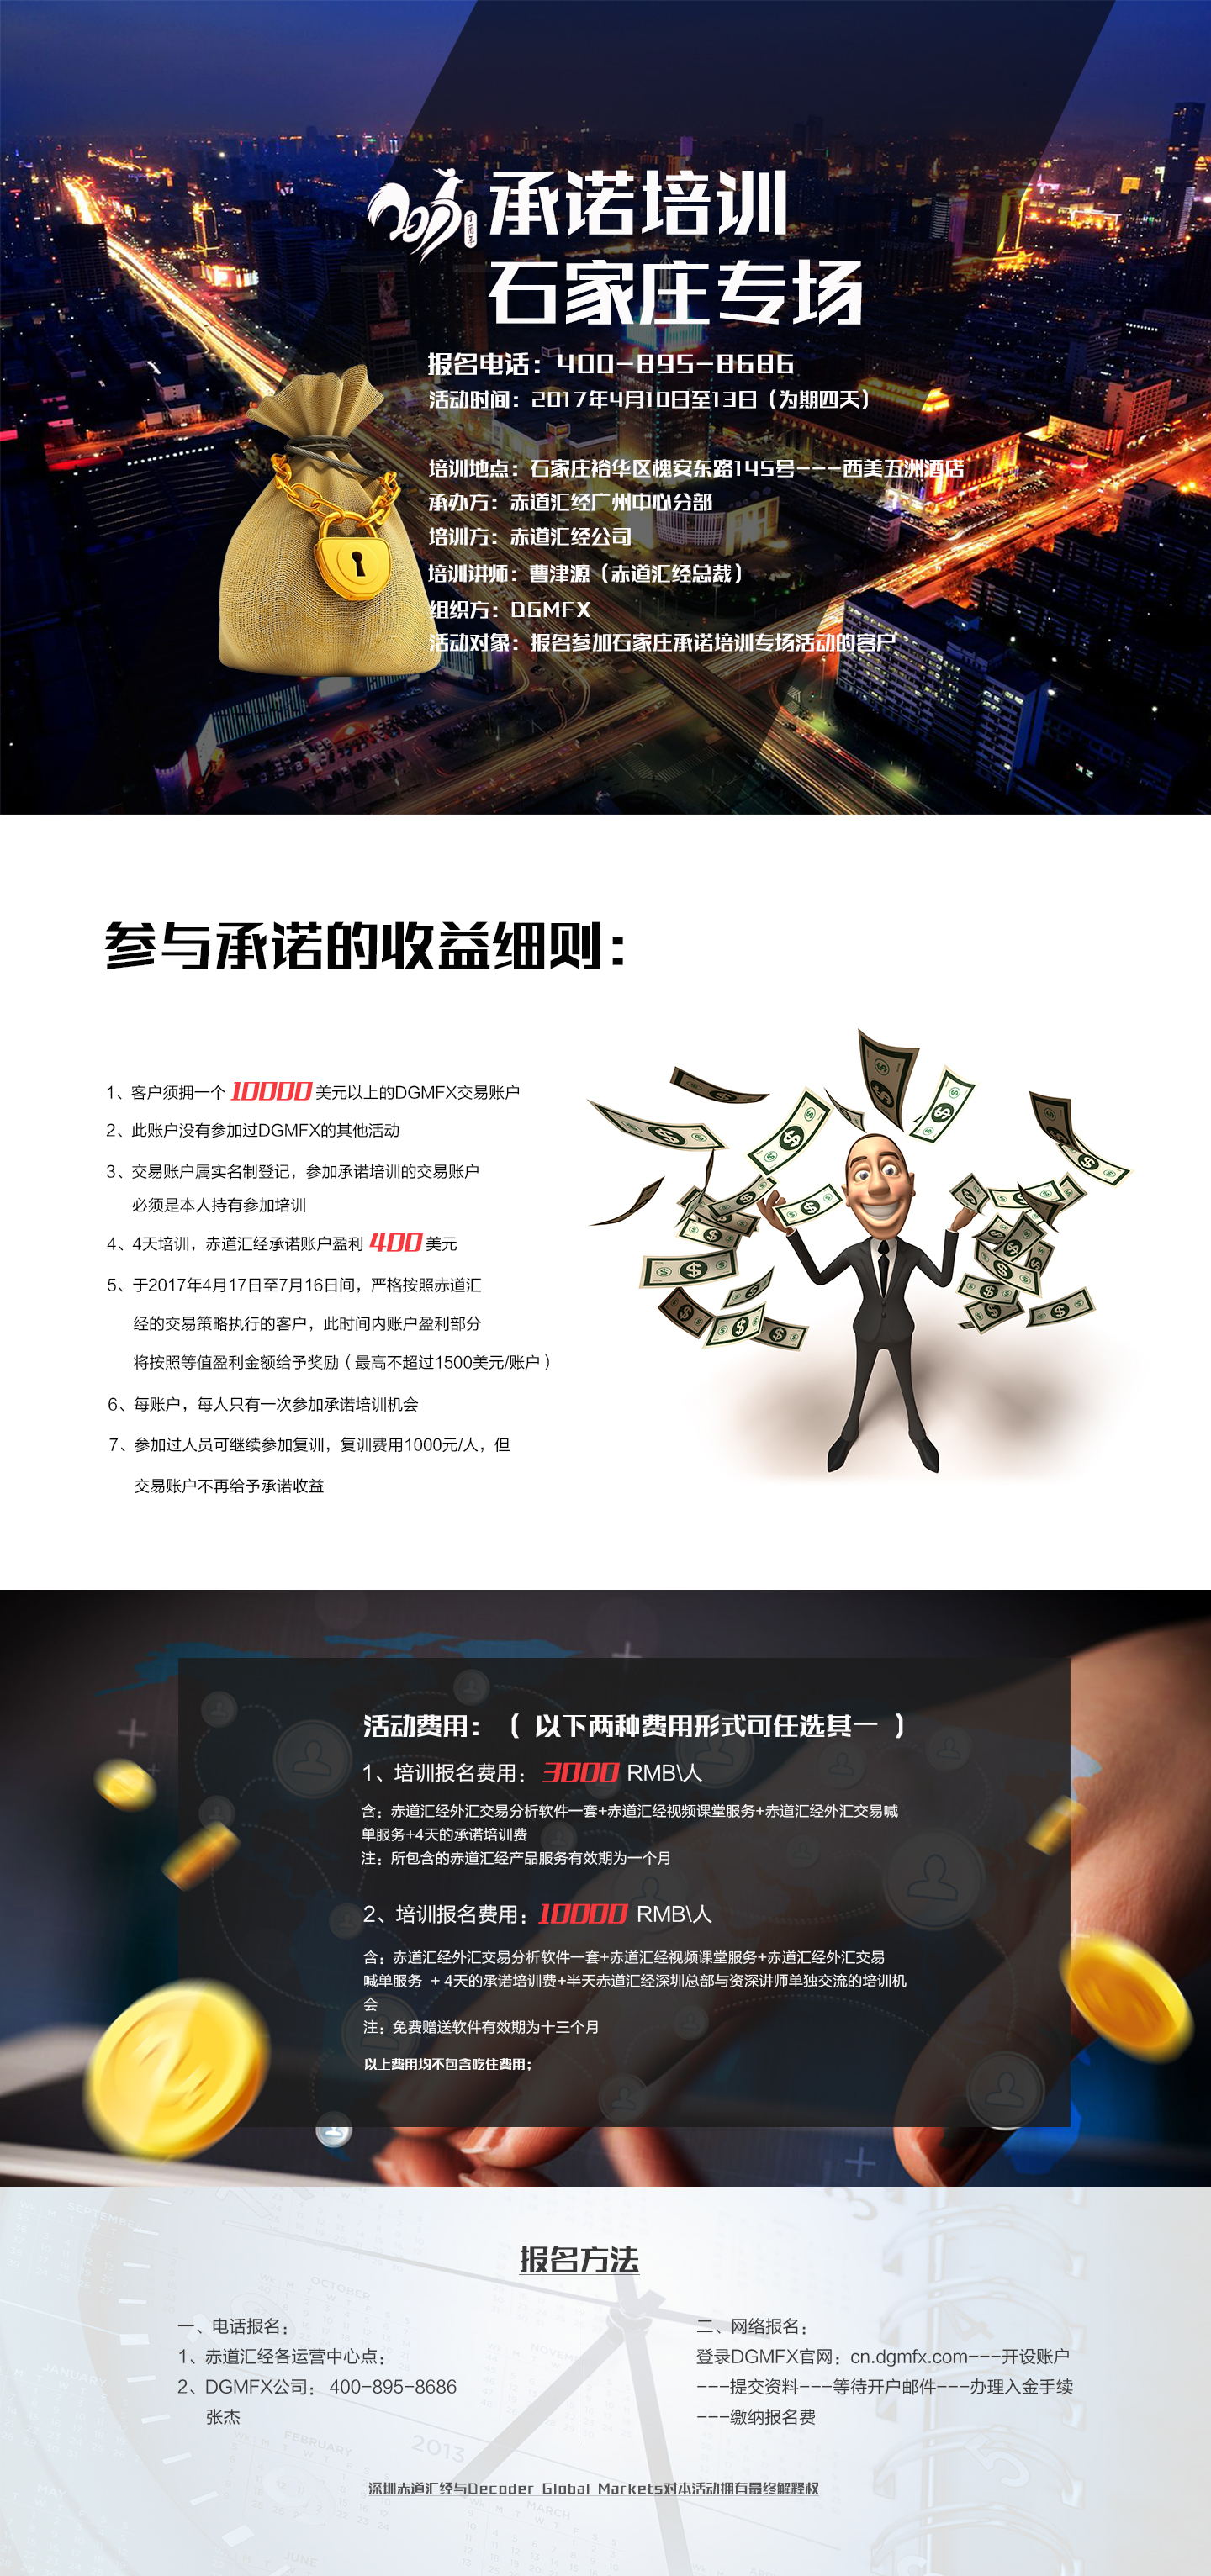 2017
丁酉年
承诺培训
石家庄专场
报名电话：400-895-8686
活动时间：2017年4月10日至13日（为期四天）
培训地点：石家庄裕华区槐安东路145号---西美五洲酒店
承办方：赤道汇经广州中心分部
培训方：赤道汇经公司
培训讲师：曹津源（赤道汇经总裁）
组织方：DGMFX
活动对象：报名参加石家庄承诺培训专场活动的客户
参与承诺的收益细则：
1、客户须拥一个 10000 美元以上的DGMFX交易账户
2、此账户没有参加过DGMFX的其他活动
3、交易账户属实名制登记，参加承诺培训的交易账户
必须是本人持有参加培训
4、4天培训，赤道汇经承诺账户盈利 400 美元
5、于2017年4月17日至7月16日间，严格按照赤道汇
经的交易策略执行的客户，此时间内账户盈利部分
将按照等值盈利金额给予奖励（最高不超过1500美元/账户）
6、每账户，每人只有一次参加承诺培训机会
7、参加过人员可继续参加复训，复训费用1000元/人，但
交易账户不再给予承诺收益
活动费用：（ 以下两种费用形式可任选其一 ）
1、培训报名费用： 3000 RMB\人
含：赤道汇经外汇交易分析软件一套+赤道汇经视频课堂服务+赤道汇经外汇交易喊
单服务+4天的承诺培训费
注：所包含的赤道汇经产品服务有效期为一个月
2、培训报名费用：10000 RMB\人
含：赤道汇经外汇交易分析软件一套+赤道汇经视频课堂服务+赤道汇经外汇交易
喊单服务 + 4天的承诺培训费+半天赤道汇经深圳总部与资深讲师单独交流的培训机
会
注：免费赠送软件有效期为十三个月
以上费用均不包含吃住费用；
报名方法
一、电话报名：
1、赤道汇经各运营中心点；
2、DGMFX公司： 400-895-8686
张杰
二、网络报名：
登录DGMFX官网：cn.dgmfx.com---开设账户
---提交资料---等待开户邮件---办理入金手续
---缴纳报名费
深圳赤道汇经与Decoder Global Markets对本活动拥有最终解释权